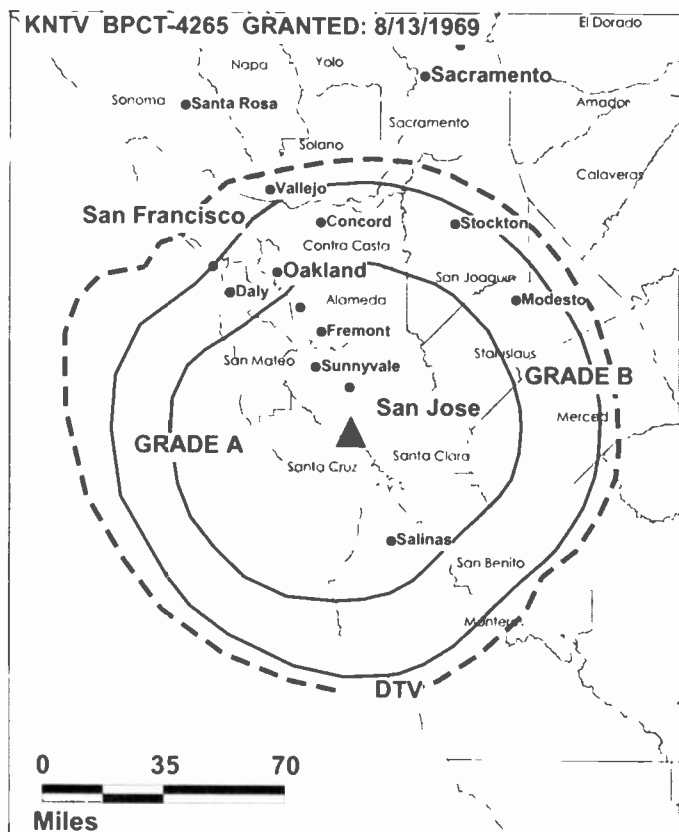 KNTV BPCT-4265 GRANTED: 8/13/1969
El Dorado
Napa
Yolo
Sacramento
Sonoma
Santa Rosa
Amador
Sacramento
Solano
Calaveras
Vallejo
San Francisco
Concord
Stockton
Contra Casta
Oakland
San Joaquin
Daly
Alameda
Modesto
Fremont
San Mateo
Sunnyvale
Stanislaus
GRADE B
San Jose
Merced
GRADE A
Santa Clara
Santa Cruz
Salinas
San Benito
DTV
0 35 70
Miles